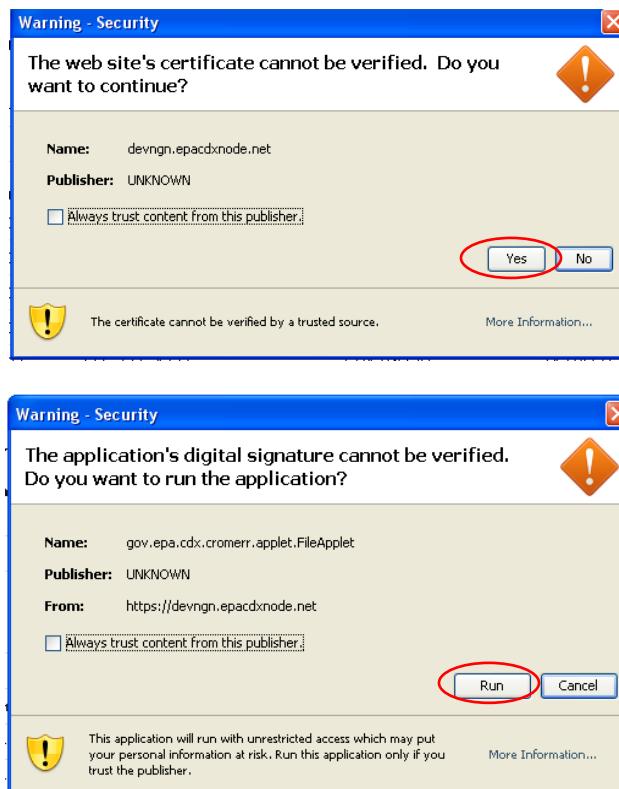 Warning - Security
The web site's certificate cannot be verified. Do you
want to continue?
Name: devngn.epacdxnode.net
Publisher: UNKNOWN
Always trust content from this publisher.
Yes No
The certificate cannot be verified by a trusted source. More Information...
Warning - Security
The application's digital signature cannot be verified.
Do you want to run the application?
Name: gov.epa.cdx.cromerr.applet.FileApplet
Publisher: UNKNOWN
From: https://devngn.epacdxnode.net
Always trust content from this publisher.
Run Cancel
This application will run with unrestricted access which may put
your personal information at risk. Run this application only if you More Information...
trust the publisher.